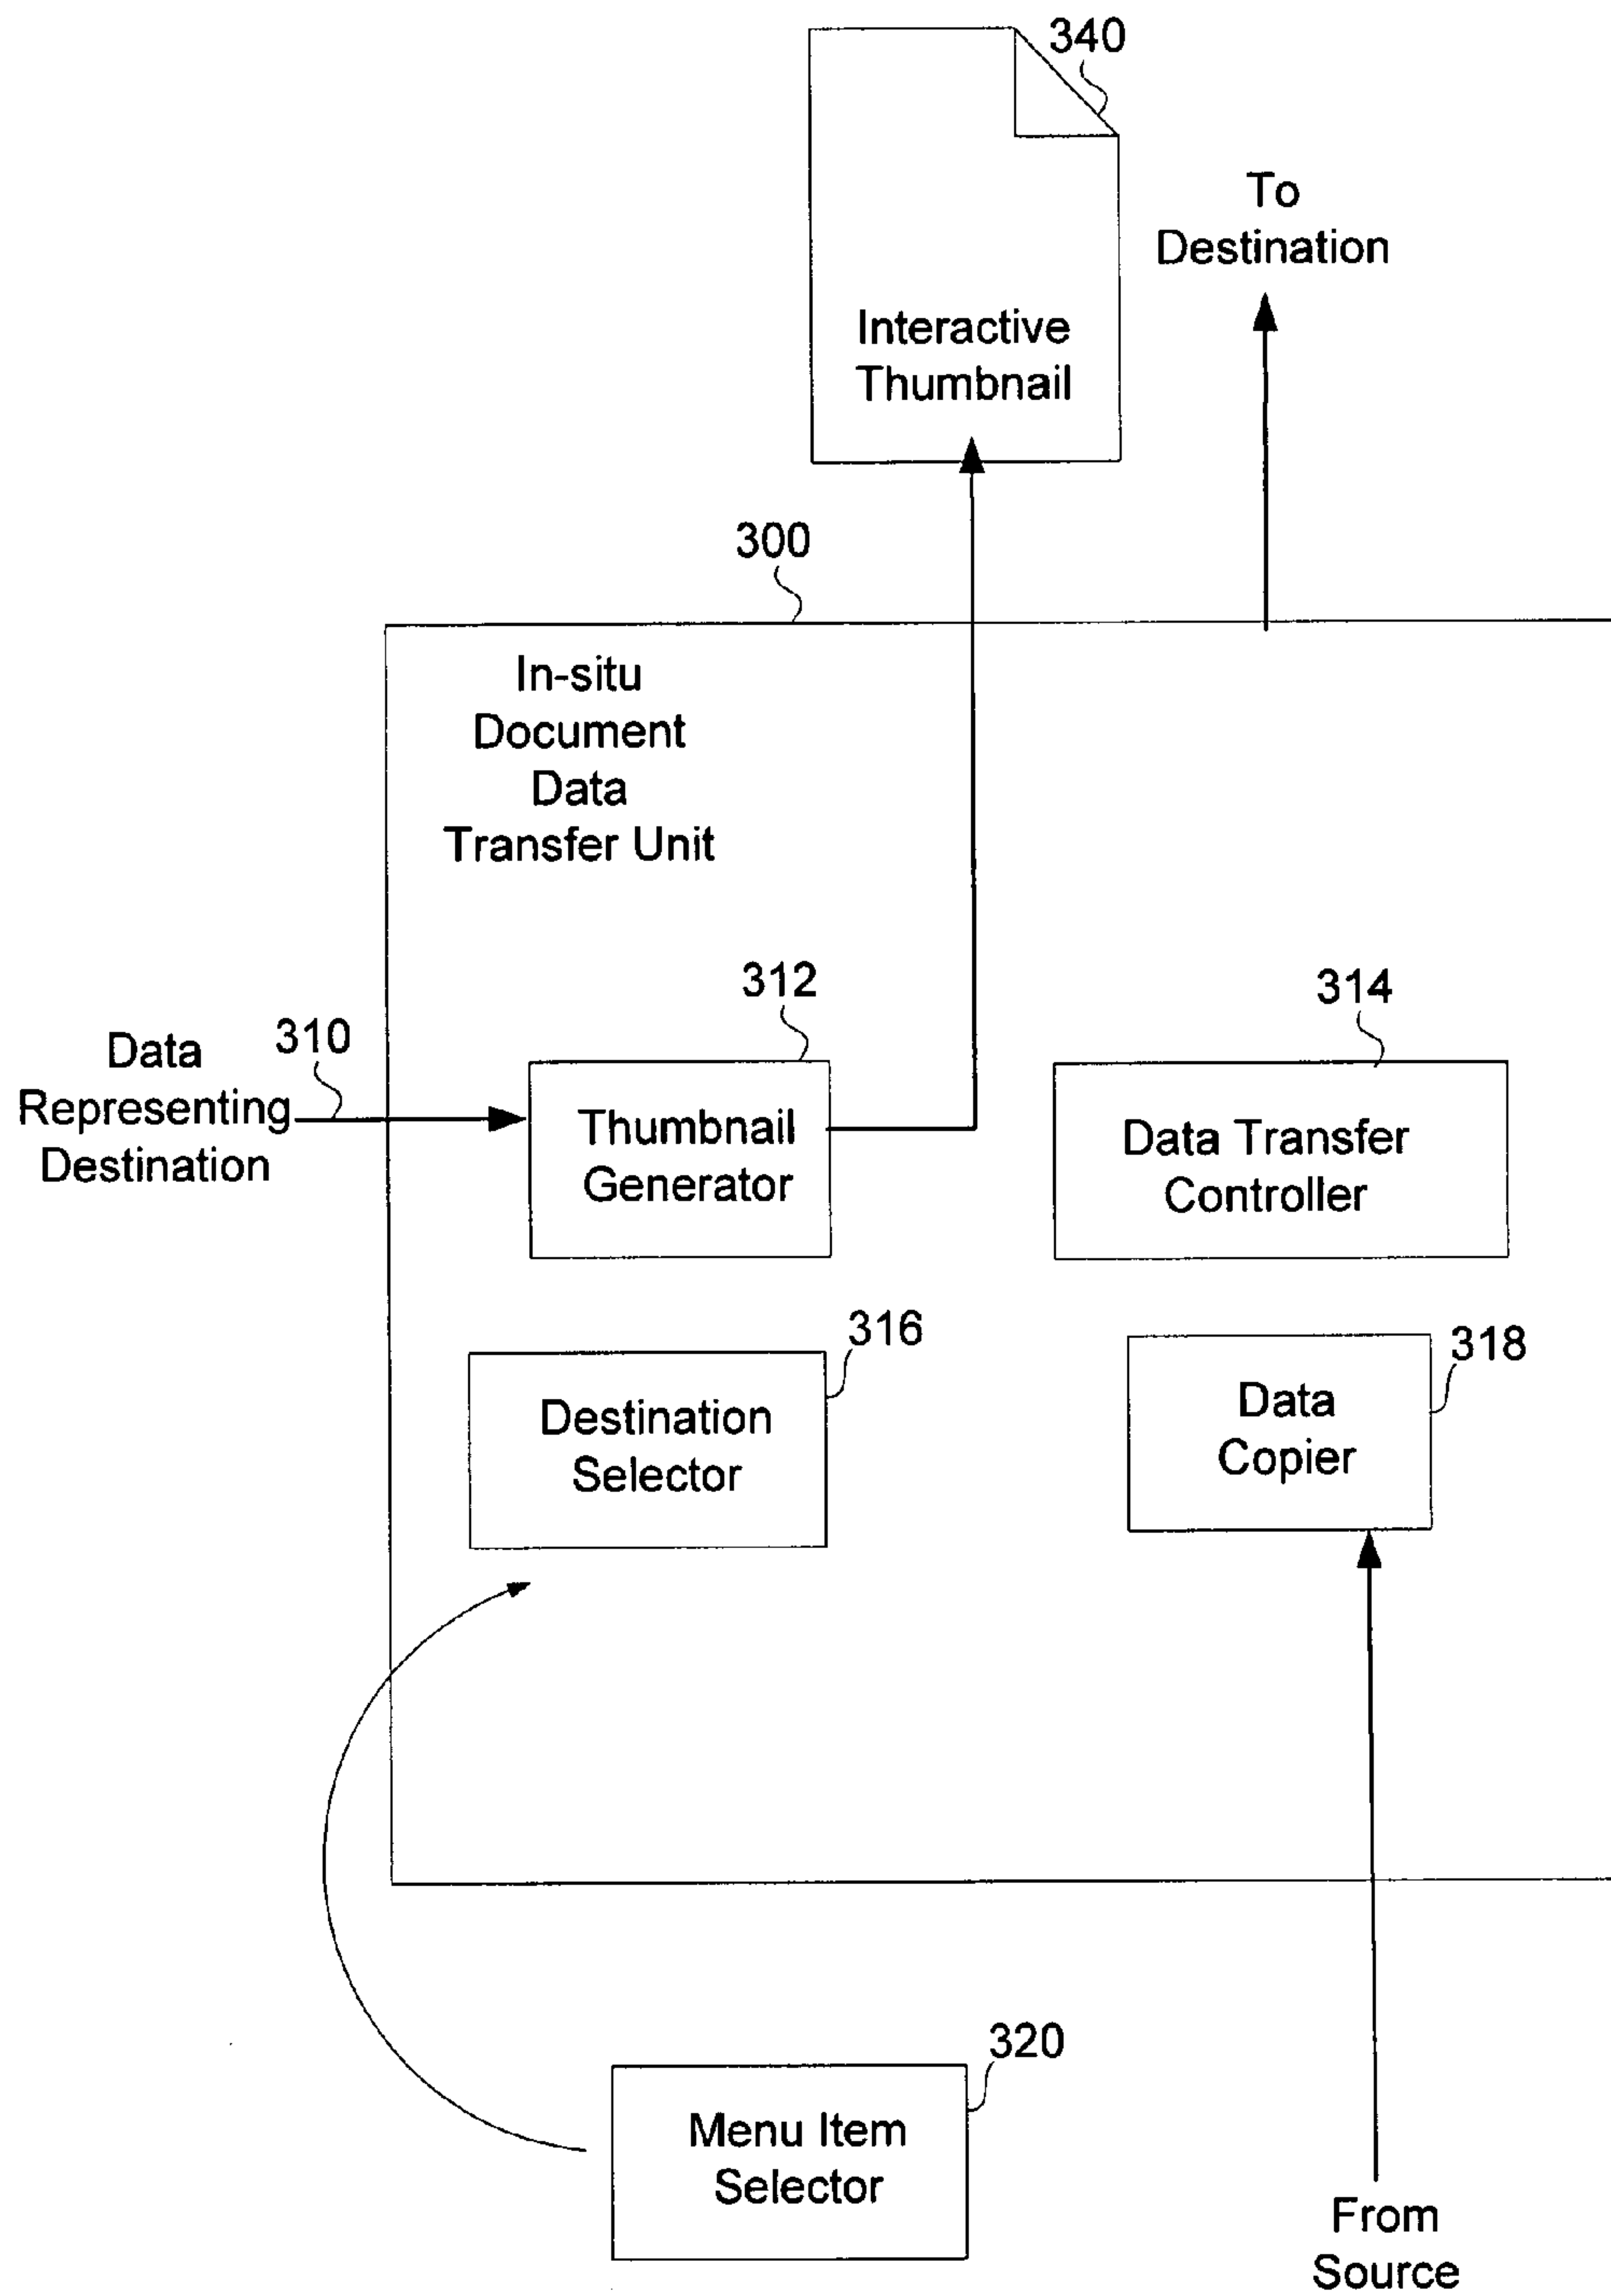 340
To
Destination
Interactive
Thumbnail
300
In-situ
Document
Data
Transfer Unit
312
314
310
Data
Representing
Destination
Thumbnail
Generator
Data Transfer
Controller
316
318
Destination
Selector
Data
Copier
320
Menu Item
Selector
From
Source